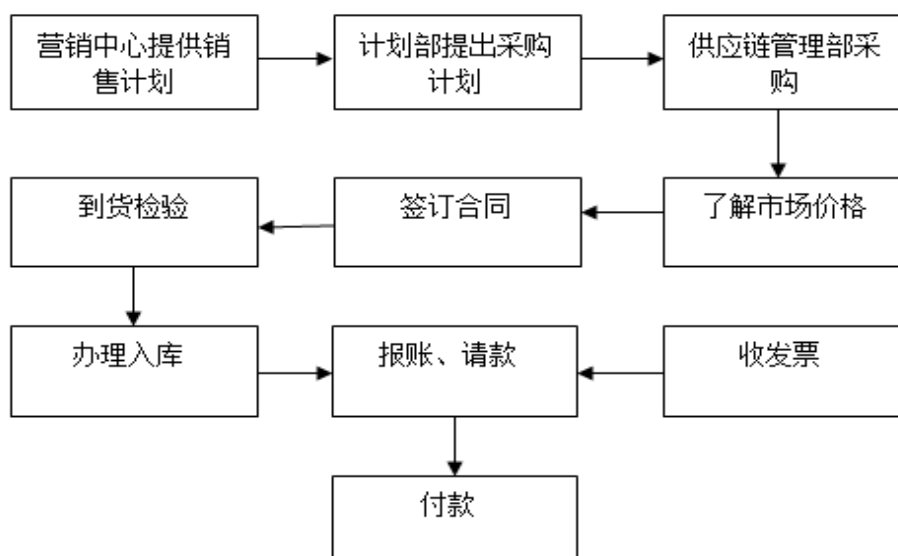 营销中心提供销
售计划
计划部提出采购
计划
供应链管理部采
购
到货检验
签订合同
了解市场价格
办理入库
报账、请款
收发票
付款